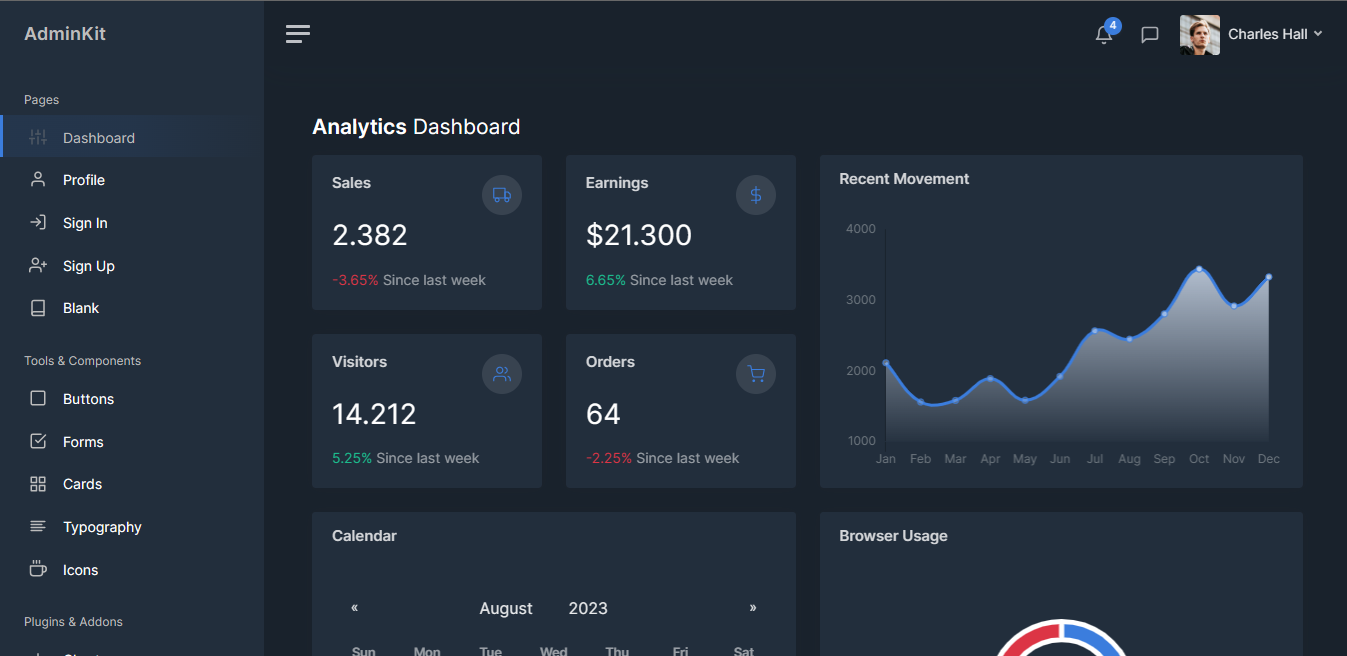 AdminKit
4
Charles Hall
Pages
Dashboard
Profile
Sign In
Sign Up
Blank
Tools & Components
Buttons
Forms
Cards
Typography
Icons
Plugins & Addons
Analytics Dashboard
Sales
2.382
-3.65% Since last week
Earnings
$21.300
6.65% Since last week
Visitors
14.212
5.25% Since last week
Orders
64
-2.25% Since last week
Recent Movement
4000
3000
2000
1000
Jan Feb Mar Apr May Jun Jul Aug Sep Oct Nov Dec
Calendar
« August 2023 »
Sun Mon Tue Wed Thu Fri Sat
Browser Usage